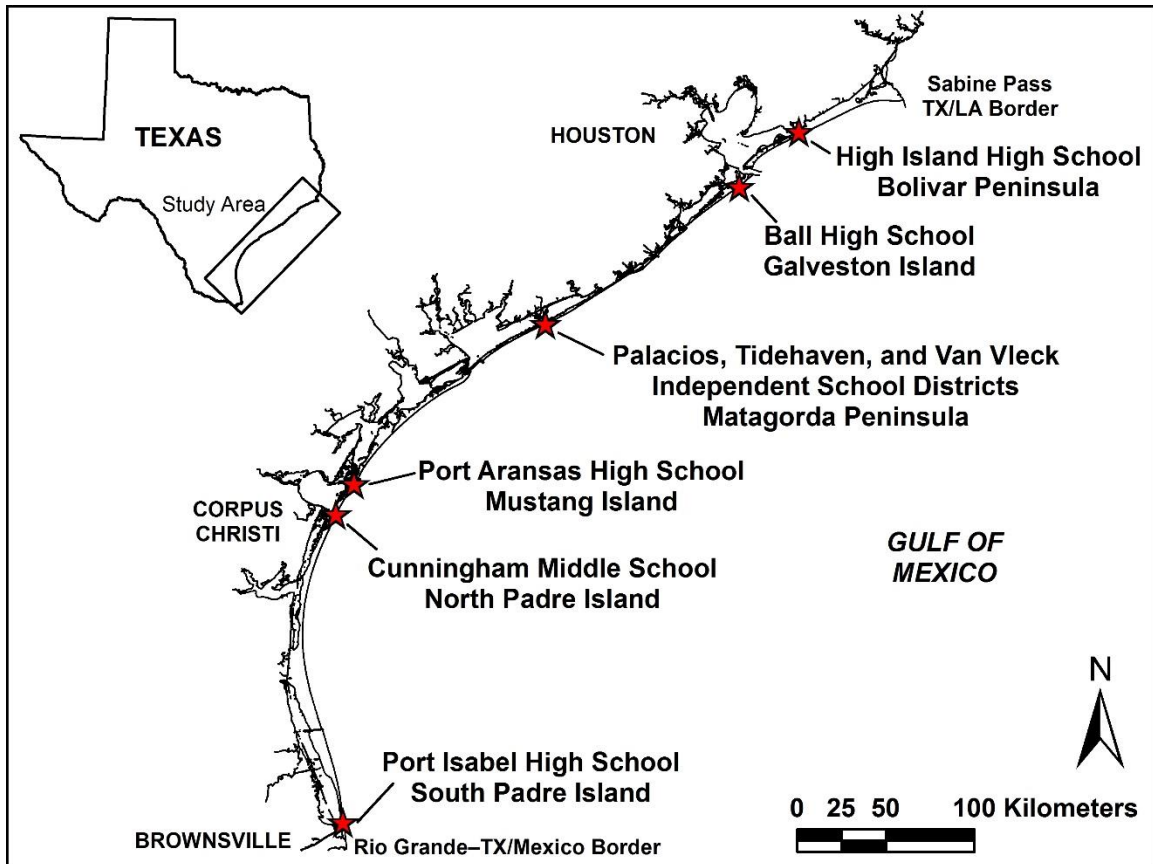 TEXAS
Study Area
Sabine Pass
TX/LA Border
HOUSTON
High Island High School
Bolivar Peninsula
Ball High School
Galveston Island
Palacios, Tidehaven, and Van Vleck
Independent School Districts
Matagorda Peninsula
Port Aransas High School
Mustang Island
CORPUS
CHRISTI
Cunningham Middle School
North Padre Island
GULF OF
MEXICO
N
Port Isabel High School
South Padre Island
0 25 50 100 Kilometers
BROWNSVILLE
Rio Grande–TX/Mexico Border